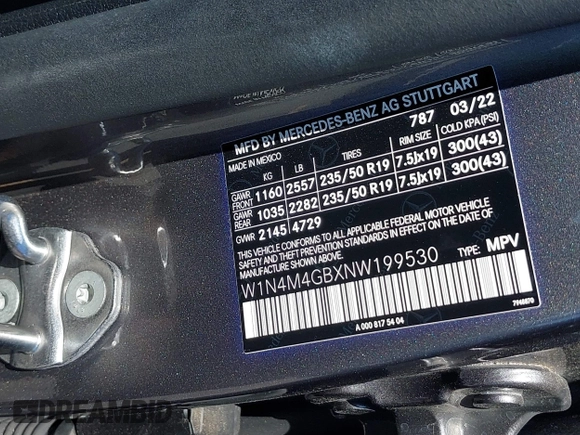 MFD BY MERCEDES-BENZ AG STUTTGART
MADE IN MEXICO 787 03/22
KG LB TIRES RIM SIZE COLD KPA(PSI)
GAWR FRONT 1160 2557 235/50 R19 7.5Jx19 300(43)
GAWR REAR 1035 2282 235/50 R19 7.5Jx19 300(43)
GVWR 2145 4729
THIS VEHICLE CONFORMS TO ALL APPLICABLE FEDERAL MOTOR VEHICLE
SAFETY AND THEFT PREVENTION STANDARDS IN EFFECT ON THE DATE OF
MANUFACTURE SHOWN ABOVE.
W1N4M4GBXNW199530 TYPE: MPV
7948870
A 000 817 54 04
DREAMBID